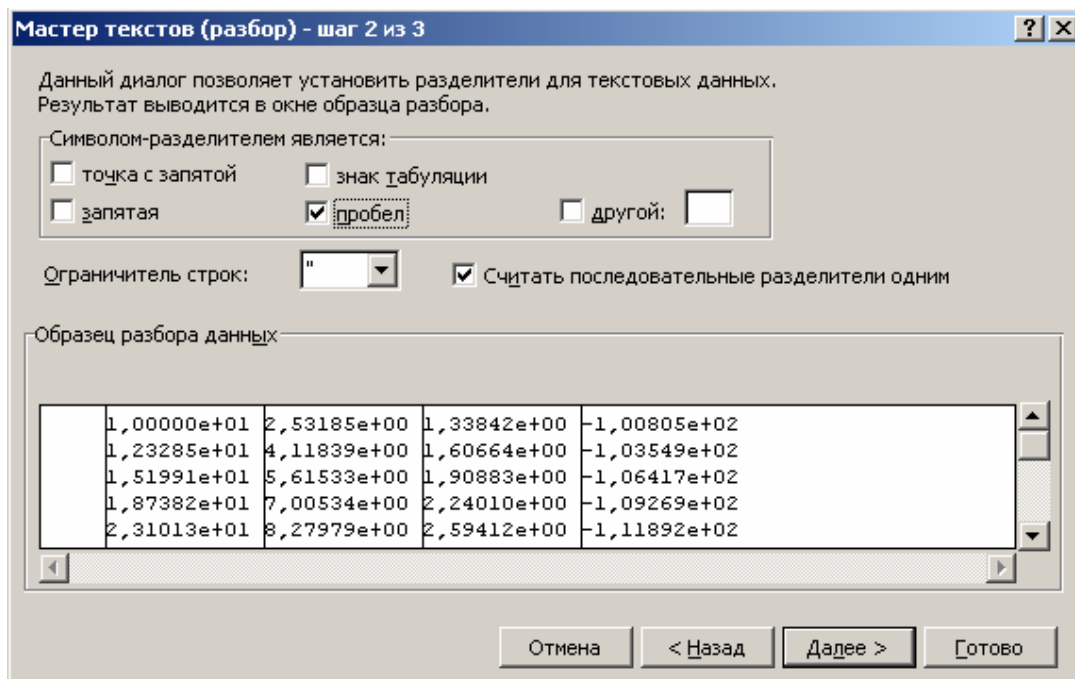 Мастер текстов (разбор) - шаг 2 из 3
Данный диалог позволяет установить разделители для текстовых данных.
Результат выводится в окне образца разбора.
Символом-разделителем является:
точка с запятой знак табуляции
запятая пробел другой:
Ограничитель строк: " Считать последовательные разделители одним
Образец разбора данных
1,00000e+01 2,53185e+00 1,33842e+00 -1,00805e+02
1,23285e+01 4,11839e+00 1,60664e+00 -1,03549e+02
1,51991e+01 5,61533e+00 1,90883e+00 -1,06417e+02
1,87382e+01 7,00534e+00 2,24010e+00 -1,09269e+02
2,31013e+01 8,27979e+00 2,59412e+00 -1,11892e+02
Отмена < Назад Далее > Готово